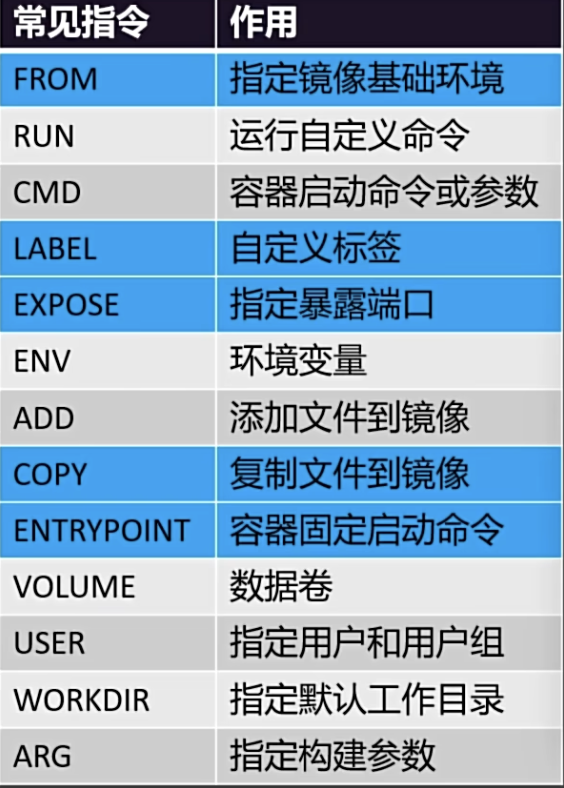 常见指令 作用
FROM 指定镜像基础环境
RUN 运行自定义命令
CMD 容器启动命令或参数
LABEL 自定义标签
EXPOSE 指定暴露端口
ENV 环境变量
ADD 添加文件到镜像
COPY 复制文件到镜像
ENTRYPOINT 容器固定启动命令
VOLUME 数据卷
USER 指定用户和用户组
WORKDIR 指定默认工作目录
ARG 指定构建参数